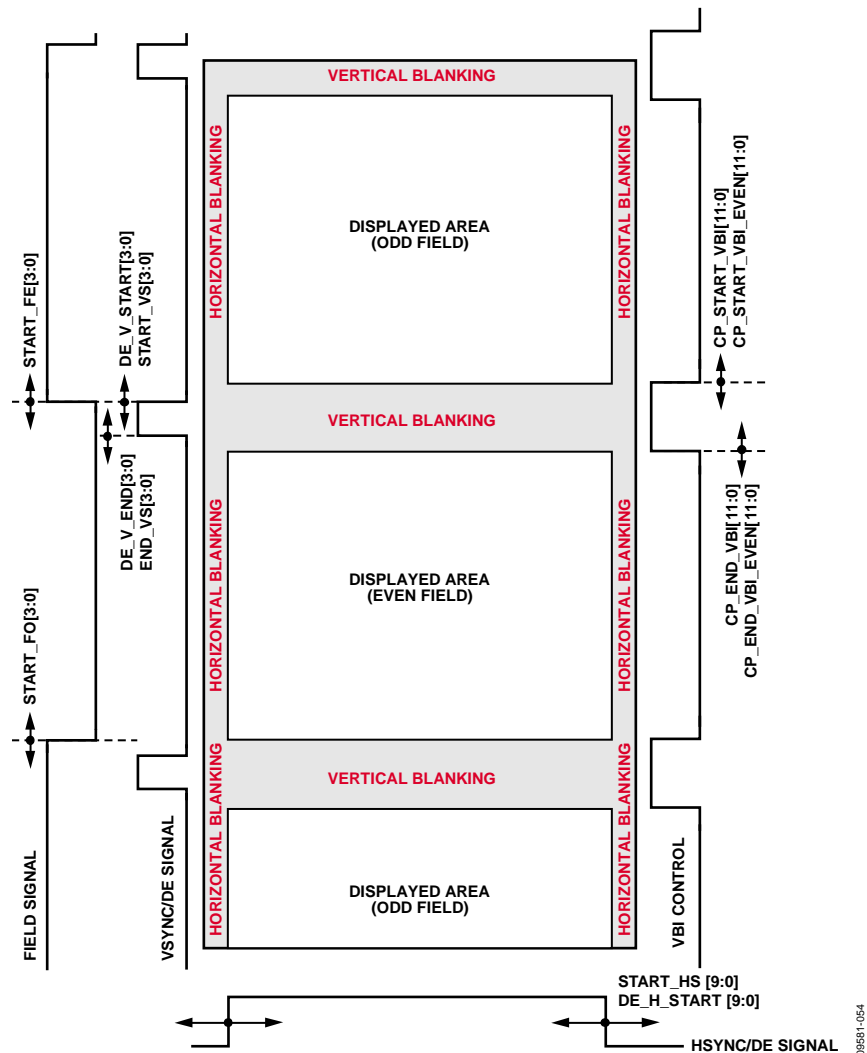 VERTICAL BLANKING
HORIZONTAL BLANKING
HORIZONTAL BLANKING
DISPLAYED AREA
(ODD FIELD)
START_FE[3:0]
DE_V_START[3:0]
START_VS[3:0]
CP_START_VBI[11:0]
CP_START_VBI_EVEN[11:0]
VERTICAL BLANKING
DE_V_END[3:0]
END_VS[3:0]
HORIZONTAL BLANKING
HORIZONTAL BLANKING
DISPLAYED AREA
(EVEN FIELD)
CP_END_VBI[11:0]
CP_END_VBI_EVEN[11:0]
START_FO[3:0]
VERTICAL BLANKING
HORIZONTAL BLANKING
HORIZONTAL BLANKING
DISPLAYED AREA
(ODD FIELD)
FIELD SIGNAL
VSYNC/DE SIGNAL
VBI CONTROL
START_HS [9:0]
DE_H_START [9:0]
HSYNC/DE SIGNAL
09581-054